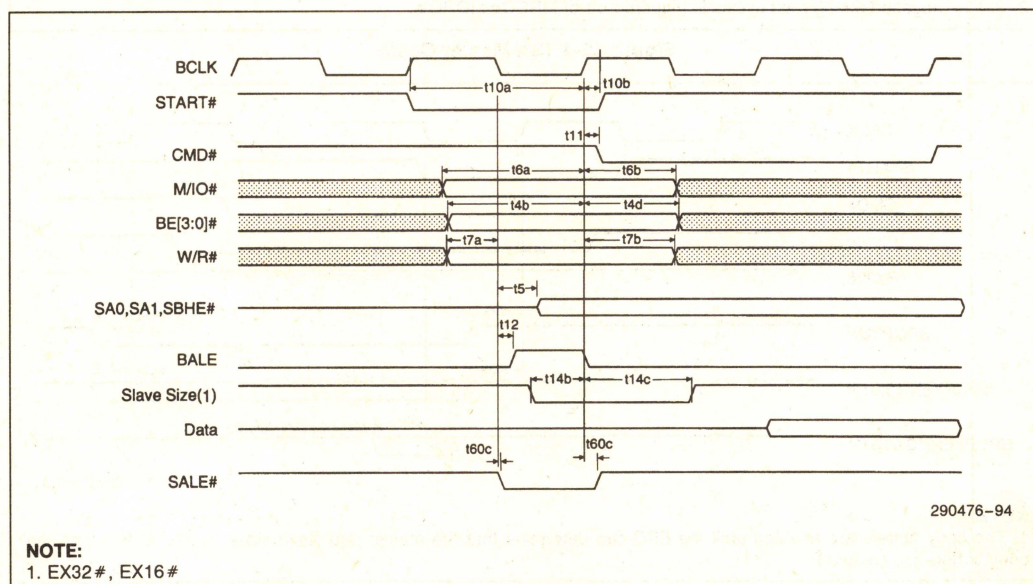 BCLK
t10a
t10b
START#
t11
CMD#
t6a
t6b
M/IO#
t4b
t4d
BE[3:0]#
t7a
t7b
W/R#
t5
SA0,SA1,SBHE#
t12
BALE
t14b
t14c
Slave Size(1)
Data
t60c
t60c
SALE#
290476-94
NOTE:
1. EX32#, EX16#